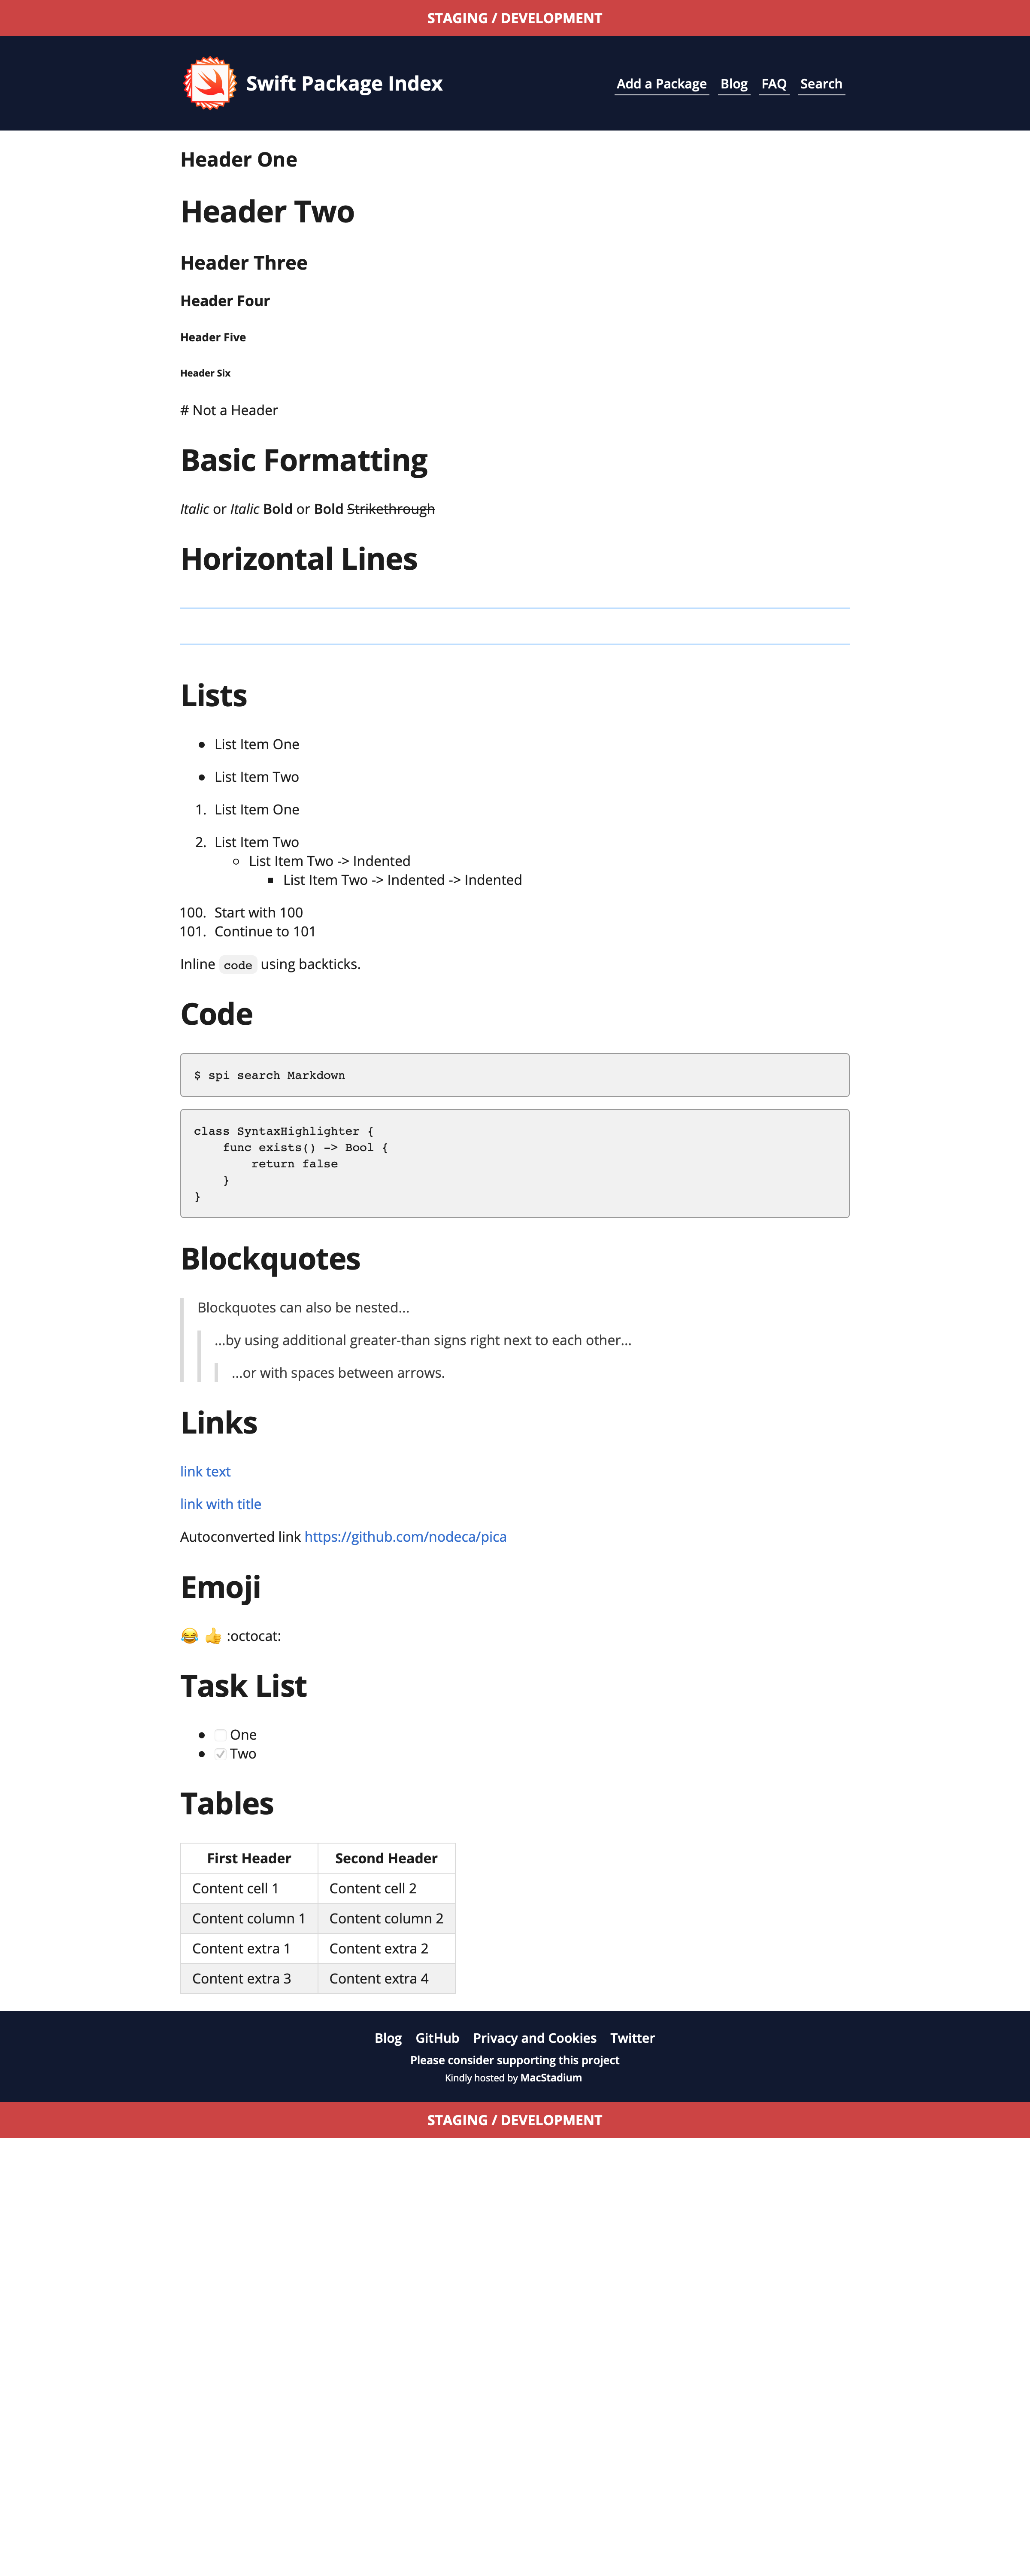 STAGING / DEVELOPMENT
Swift Package Index
Add a Package Blog FAQ Search
Header One
Header Two
Header Three
Header Four
Header Five
Header Six
# Not a Header
Basic Formatting
Italic or Italic Bold or Bold Strikethrough
Horizontal Lines
Lists
• List Item One
• List Item Two
1. List Item One
2. List Item Two
○ List Item Two -> Indented
▪ List Item Two -> Indented -> Indented
100. Start with 100
101. Continue to 101
Inline code using backticks.
Code
$ spi search Markdown
class SyntaxHighlighter {
    func exists() -> Bool {
        return false
    }
}
Blockquotes
Blockquotes can also be nested...
...by using additional greater-than signs right next to each other...
...or with spaces between arrows.
Links
link text
link with title
Autoconverted link https://github.com/nodeca/pica
Emoji
😂 👍 :octocat:
Task List
• ☐ One
• ☑ Two
Tables
First Header Second Header
Content cell 1 Content cell 2
Content column 1 Content column 2
Content extra 1 Content extra 2
Content extra 3 Content extra 4
Blog GitHub Privacy and Cookies Twitter
Please consider supporting this project
Kindly hosted by MacStadium
STAGING / DEVELOPMENT